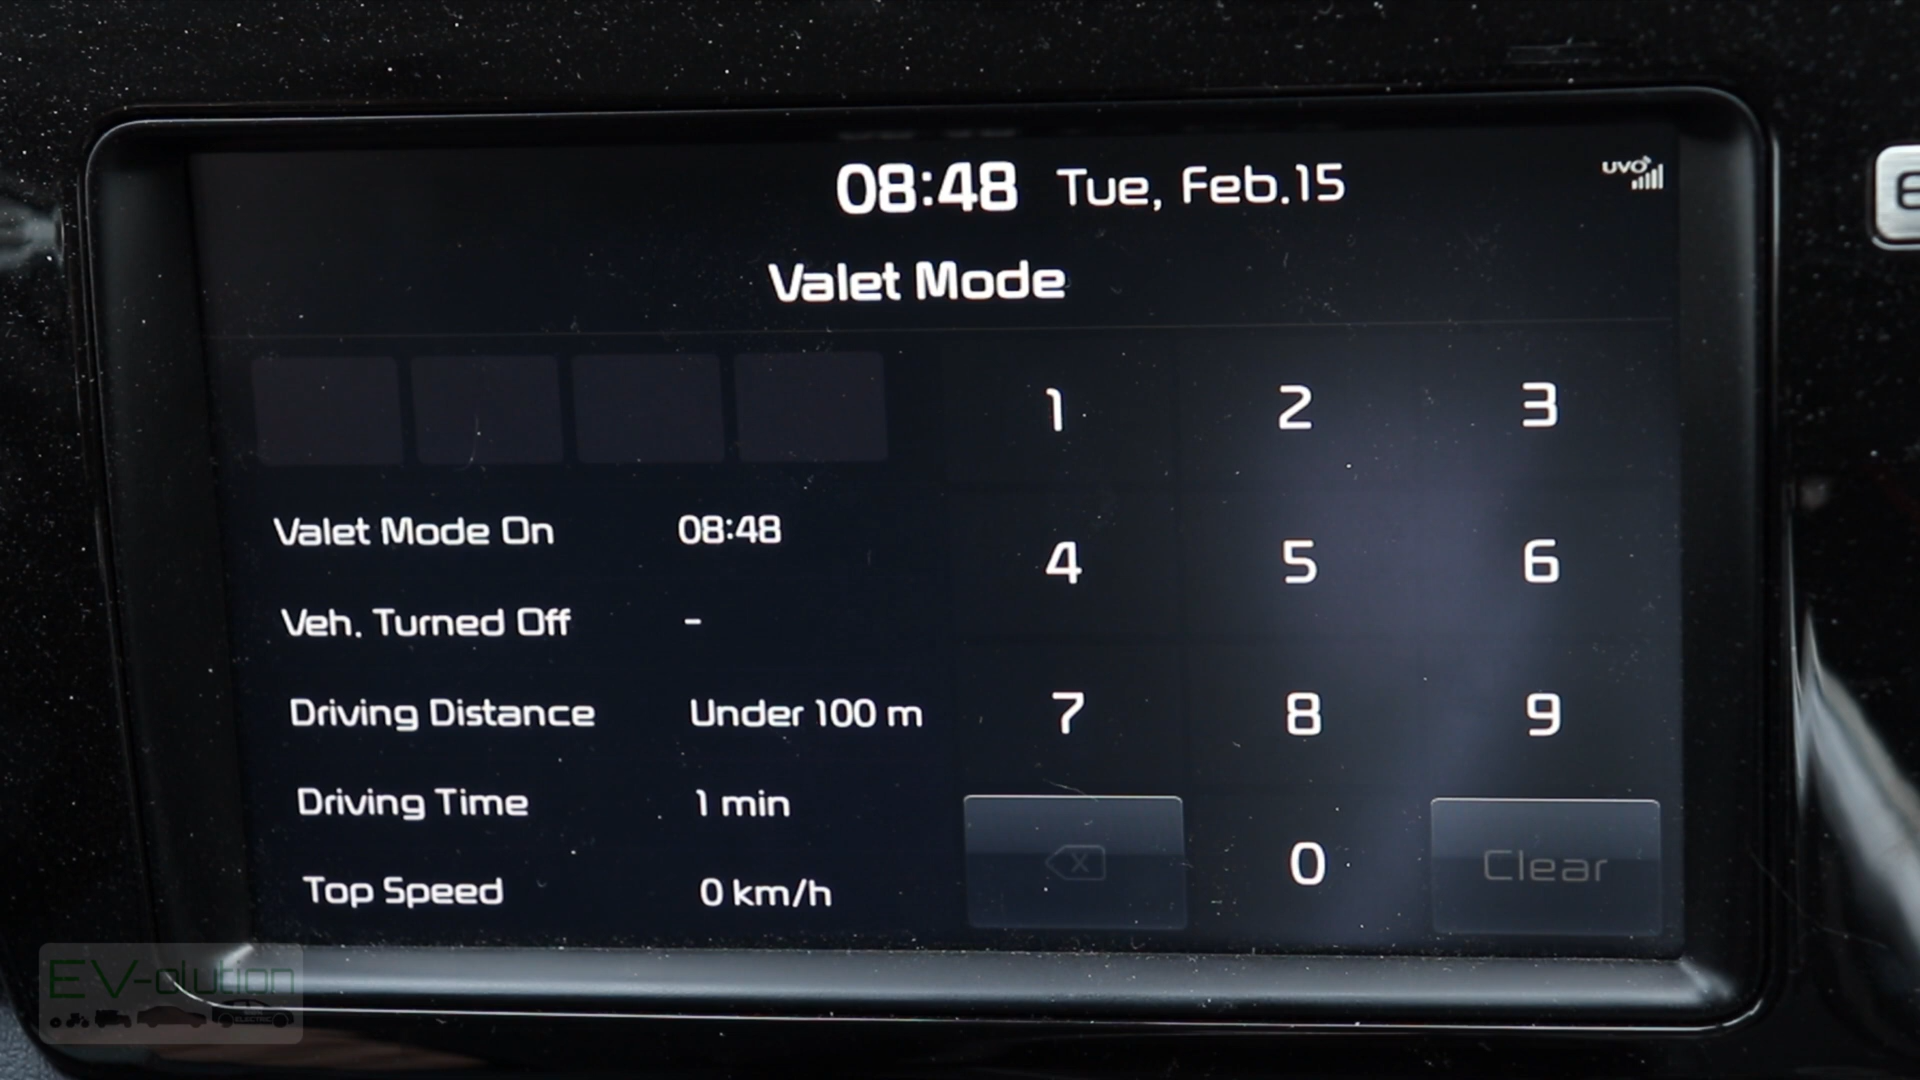 08:48 Tue, Feb.15
UVO
Valet Mode
1 2 3
Valet Mode On 08:48
4 5 6
Veh. Turned Off -
Driving Distance Under 100 m
7 8 9
Driving Time 1 min
0 Clear
Top Speed 0 km/h
EV-olution